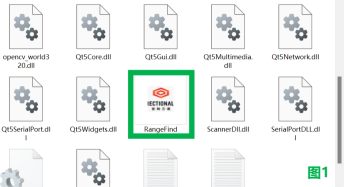 opencv_world3
20.dll
Qt5Core.dll
Qt5Gui.dll
Qt5Multimedia.
dll
Qt5Network.dll
IECTIONAL
Qt5SerialPort.dl
l
Qt5Widgets.dll
RangeFind
ScannerDll.dll
SerialPortDLL.dl
l
图1